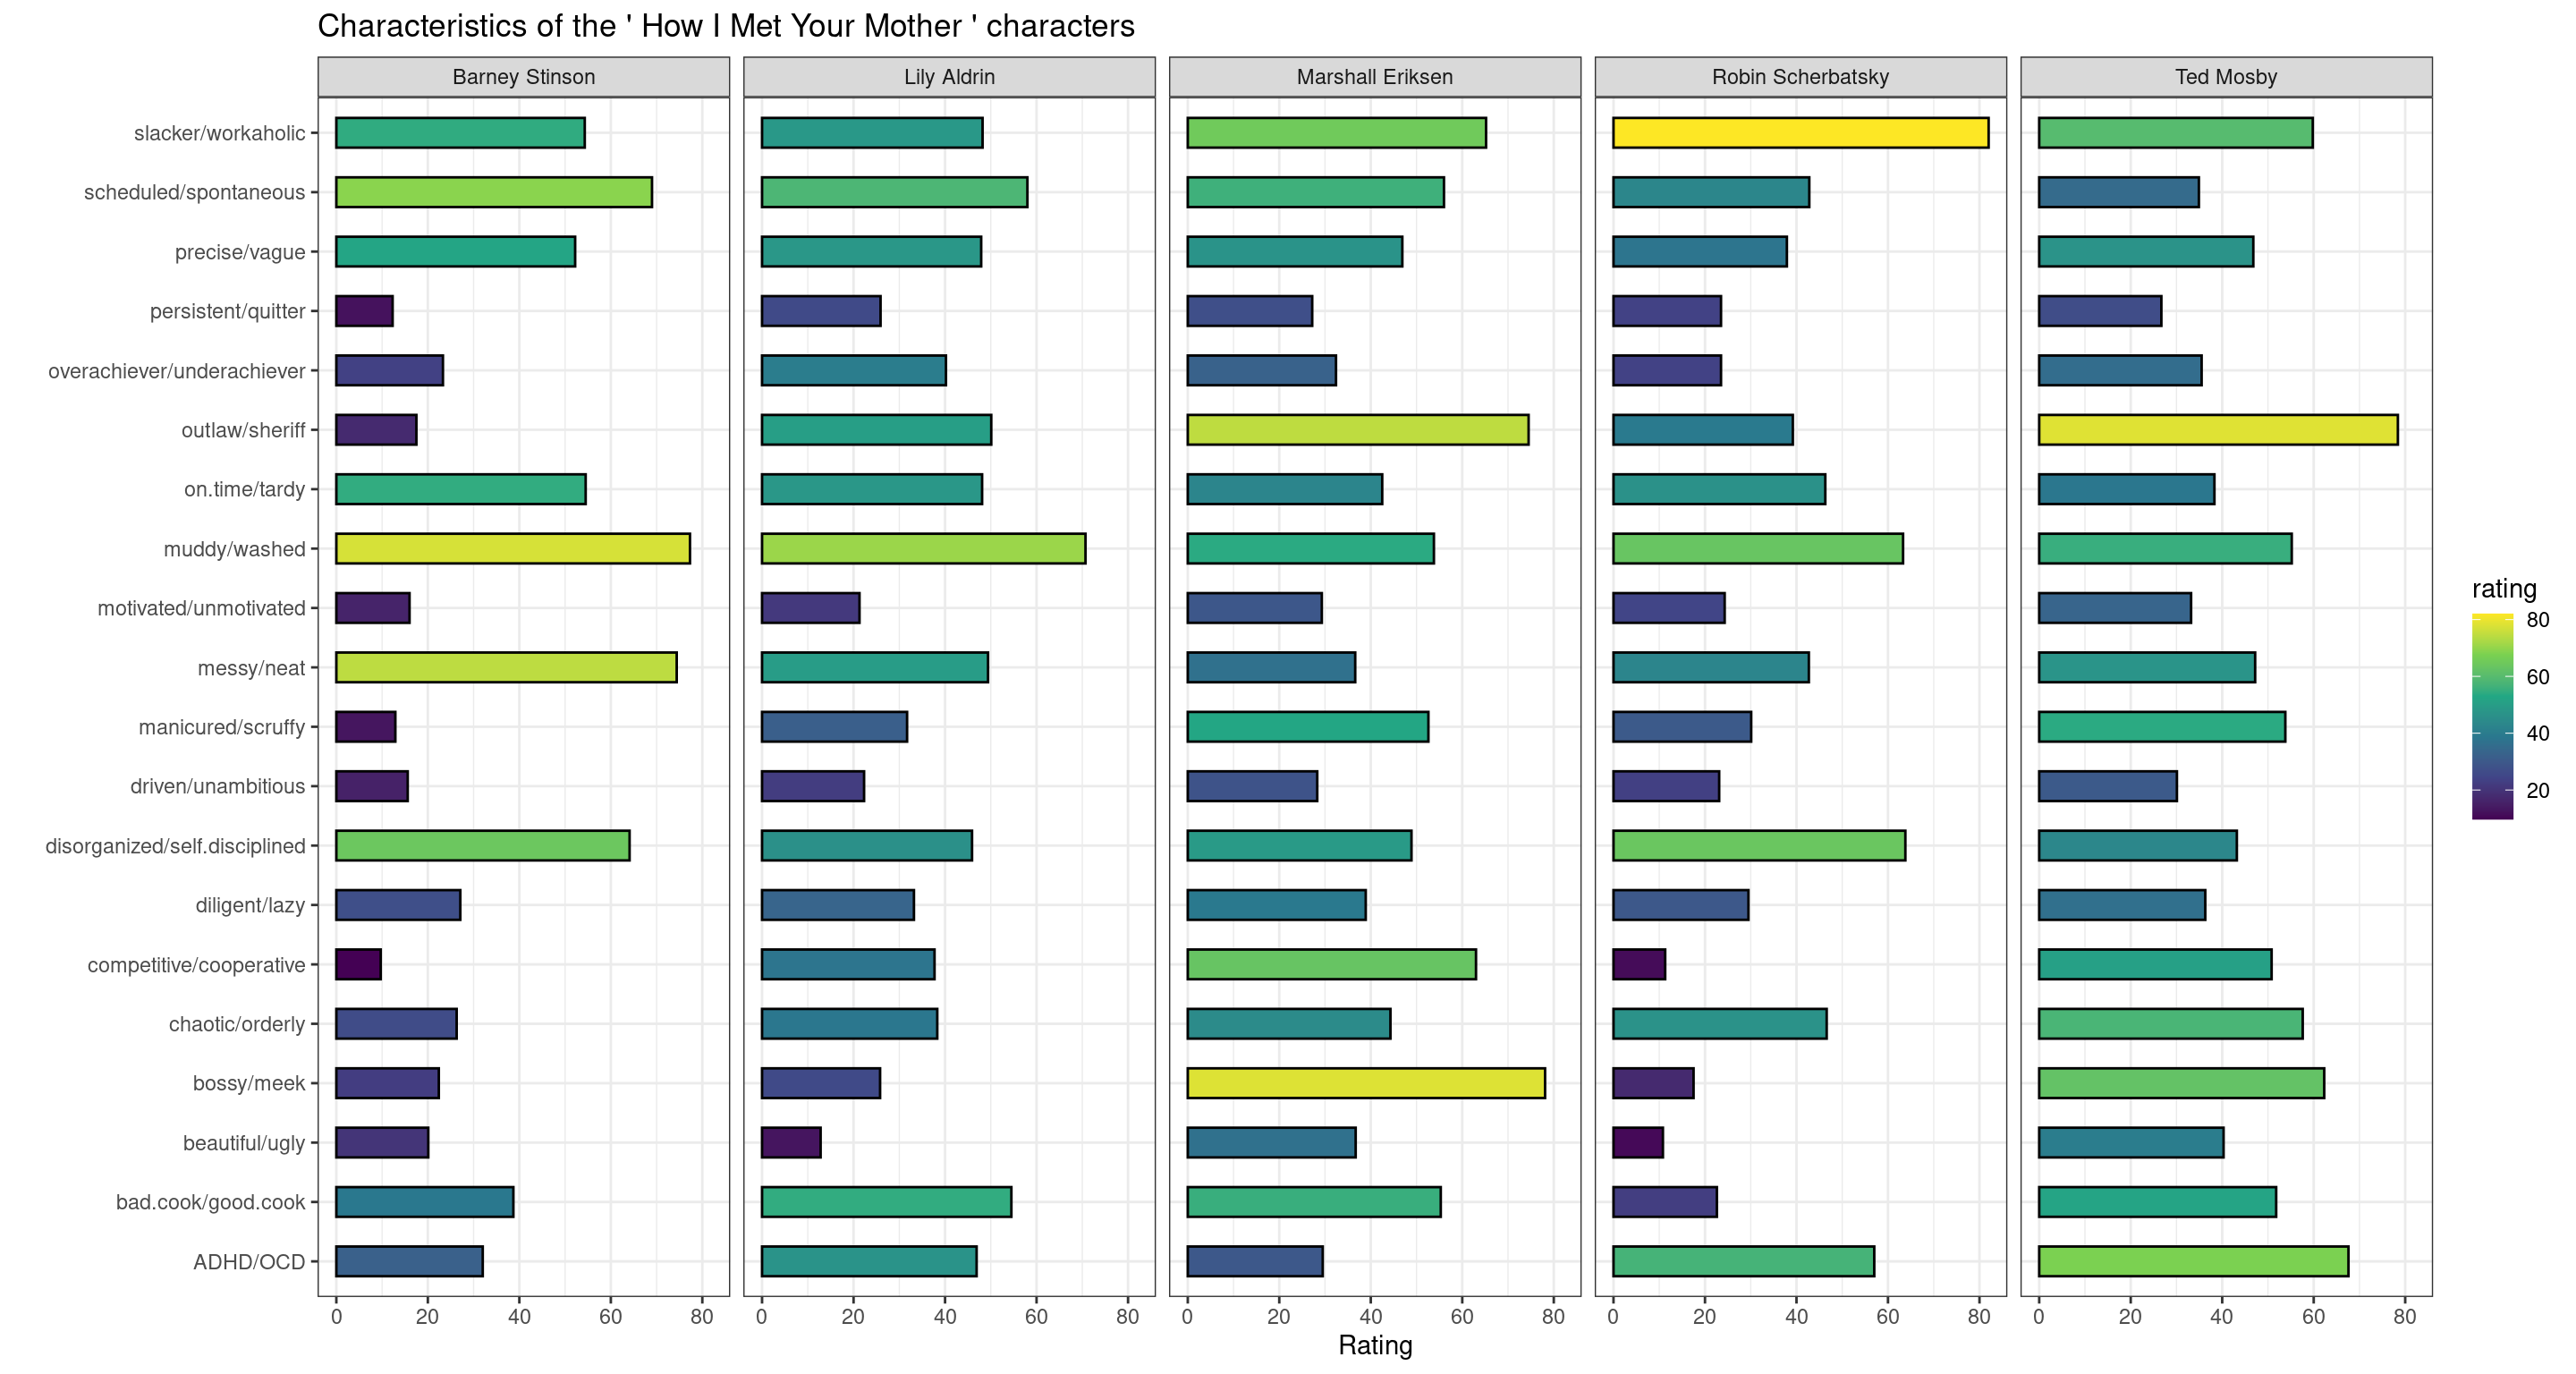 Characteristics of the ' How I Met Your Mother ' characters
Barney Stinson
Lily Aldrin
Marshall Eriksen
Robin Scherbatsky
Ted Mosby
slacker/workaholic
scheduled/spontaneous
precise/vague
persistent/quitter
overachiever/underachiever
outlaw/sheriff
on.time/tardy
muddy/washed
motivated/unmotivated
messy/neat
manicured/scruffy
driven/unambitious
disorganized/self.disciplined
diligent/lazy
competitive/cooperative
chaotic/orderly
bossy/meek
beautiful/ugly
bad.cook/good.cook
ADHD/OCD
0 20 40 60 80
0 20 40 60 80
0 20 40 60 80
0 20 40 60 80
0 20 40 60 80
Rating
rating
80
60
40
20